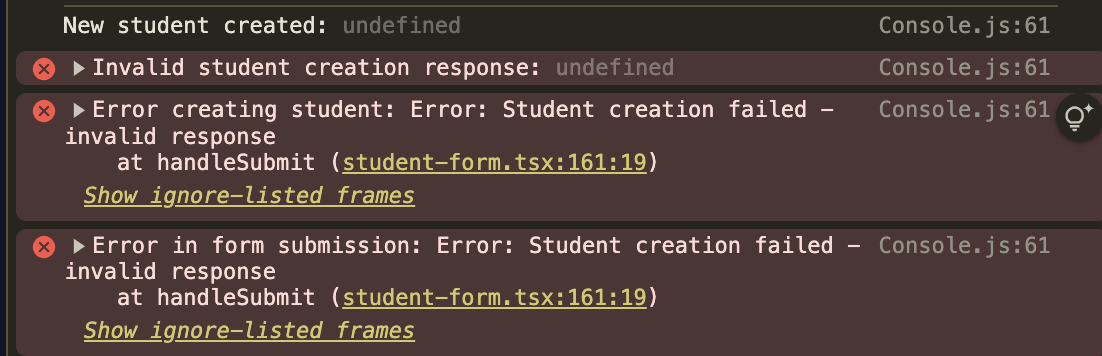 New student created: undefined Console.js:61
▶Invalid student creation response: undefined Console.js:61
▶Error creating student: Error: Student creation failed – Console.js:61
invalid response
at handleSubmit (student-form.tsx:161:19)
Show ignore-listed frames
▶Error in form submission: Error: Student creation failed – Console.js:61
invalid response
at handleSubmit (student-form.tsx:161:19)
Show ignore-listed frames